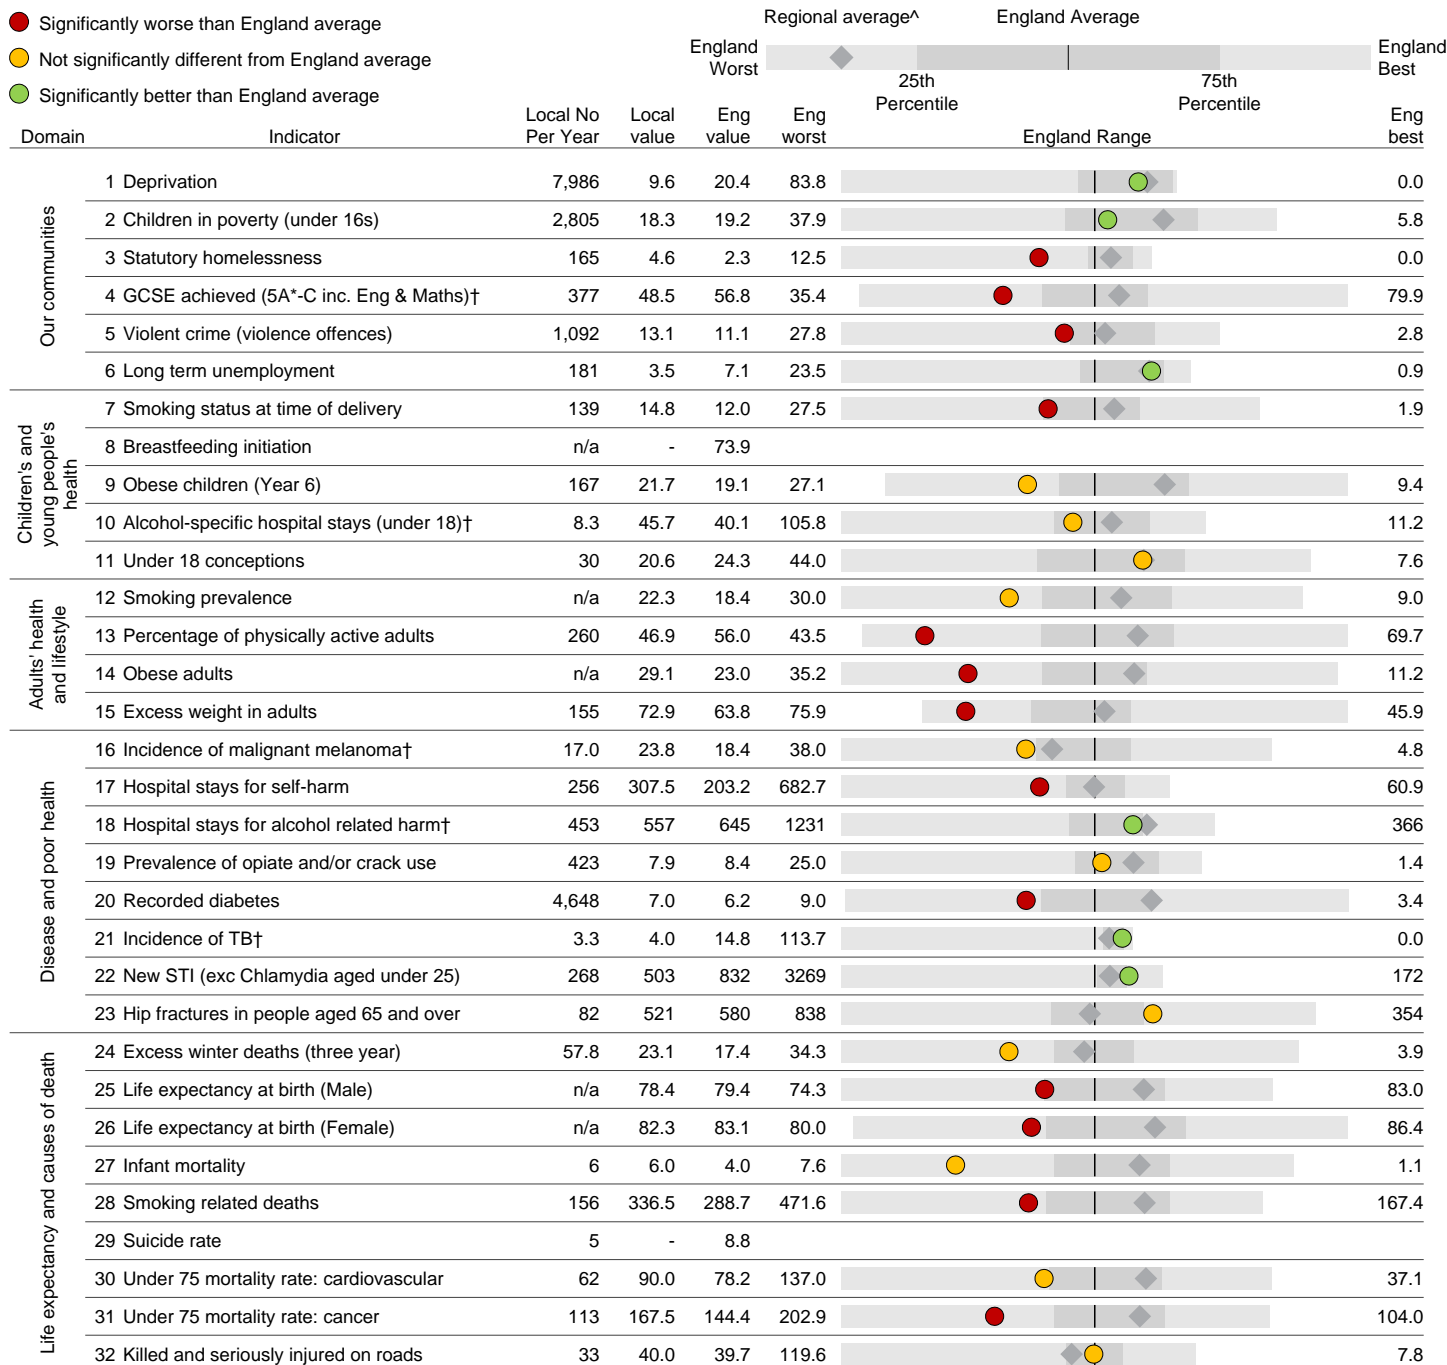 Significantly worse than England average
Not significantly different from England average
Significantly better than England average
Regional average^ England Average
England Worst England Best
25th Percentile 75th Percentile
Domain Indicator Local No Per Year Local value Eng value Eng worst England Range Eng best
Our communities
1 Deprivation 7,986 9.6 20.4 83.8 0.0
2 Children in poverty (under 16s) 2,805 18.3 19.2 37.9 5.8
3 Statutory homelessness 165 4.6 2.3 12.5 0.0
4 GCSE achieved (5A*-C inc. Eng & Maths)† 377 48.5 56.8 35.4 79.9
5 Violent crime (violence offences) 1,092 13.1 11.1 27.8 2.8
6 Long term unemployment 181 3.5 7.1 23.5 0.9
Children's and young people's health
7 Smoking status at time of delivery 139 14.8 12.0 27.5 1.9
8 Breastfeeding initiation n/a - 73.9
9 Obese children (Year 6) 167 21.7 19.1 27.1 9.4
10 Alcohol-specific hospital stays (under 18)† 8.3 45.7 40.1 105.8 11.2
11 Under 18 conceptions 30 20.6 24.3 44.0 7.6
Adults' health and lifestyle
12 Smoking prevalence n/a 22.3 18.4 30.0 9.0
13 Percentage of physically active adults 260 46.9 56.0 43.5 69.7
14 Obese adults n/a 29.1 23.0 35.2 11.2
15 Excess weight in adults 155 72.9 63.8 75.9 45.9
Disease and poor health
16 Incidence of malignant melanoma† 17.0 23.8 18.4 38.0 4.8
17 Hospital stays for self-harm 256 307.5 203.2 682.7 60.9
18 Hospital stays for alcohol related harm† 453 557 645 1231 366
19 Prevalence of opiate and/or crack use 423 7.9 8.4 25.0 1.4
20 Recorded diabetes 4,648 7.0 6.2 9.0 3.4
21 Incidence of TB† 3.3 4.0 14.8 113.7 0.0
22 New STI (exc Chlamydia aged under 25) 268 503 832 3269 172
23 Hip fractures in people aged 65 and over 82 521 580 838 354
Life expectancy and causes of death
24 Excess winter deaths (three year) 57.8 23.1 17.4 34.3 3.9
25 Life expectancy at birth (Male) n/a 78.4 79.4 74.3 83.0
26 Life expectancy at birth (Female) n/a 82.3 83.1 80.0 86.4
27 Infant mortality 6 6.0 4.0 7.6 1.1
28 Smoking related deaths 156 336.5 288.7 471.6 167.4
29 Suicide rate 5 - 8.8
30 Under 75 mortality rate: cardiovascular 62 90.0 78.2 137.0 37.1
31 Under 75 mortality rate: cancer 113 167.5 144.4 202.9 104.0
32 Killed and seriously injured on roads 33 40.0 39.7 119.6 7.8